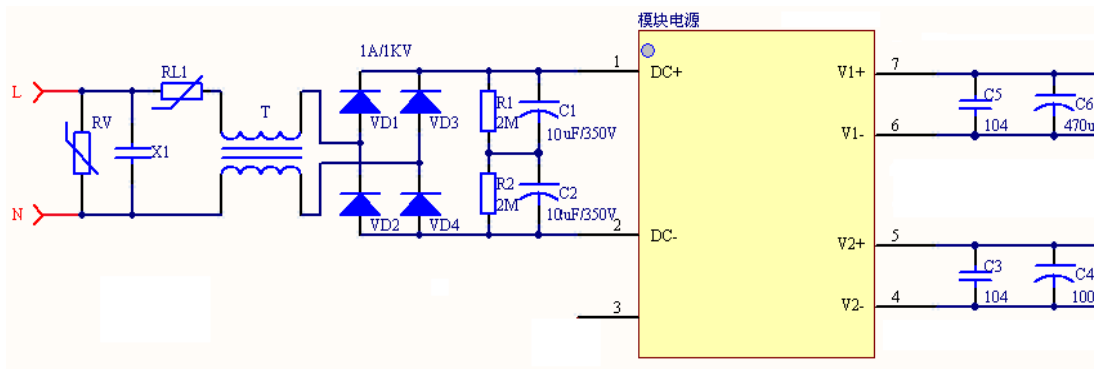 模块电源
1A/1KV
1
DC+
V1+
7
RL1
L
T
RV
X1
VD1
VD3
R1
2M
C1
10uF/350V
C5
104
C6
470u
V1-
6
N
VD2
VD4
R2
2M
C2
10uF/350V
2
DC-
V2+
5
C3
104
C4
100
3
V2-
4